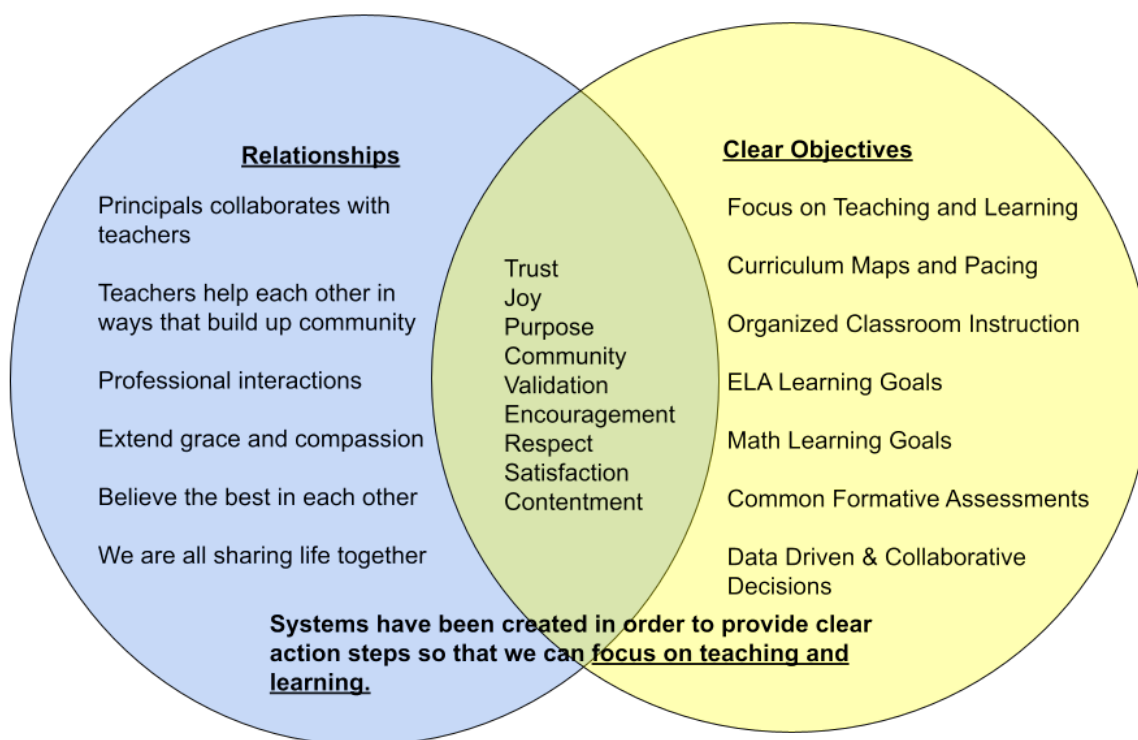 Relationships
Principals collaborates with
teachers
Teachers help each other in
ways that build up community
Professional interactions
Extend grace and compassion
Believe the best in each other
We are all sharing life together
Trust
Joy
Purpose
Community
Validation
Encouragement
Respect
Satisfaction
Contentment
Clear Objectives
Focus on Teaching and Learning
Curriculum Maps and Pacing
Organized Classroom Instruction
ELA Learning Goals
Math Learning Goals
Common Formative Assessments
Data Driven & Collaborative
Decisions
Systems have been created in order to provide clear
action steps so that we can focus on teaching and
learning.